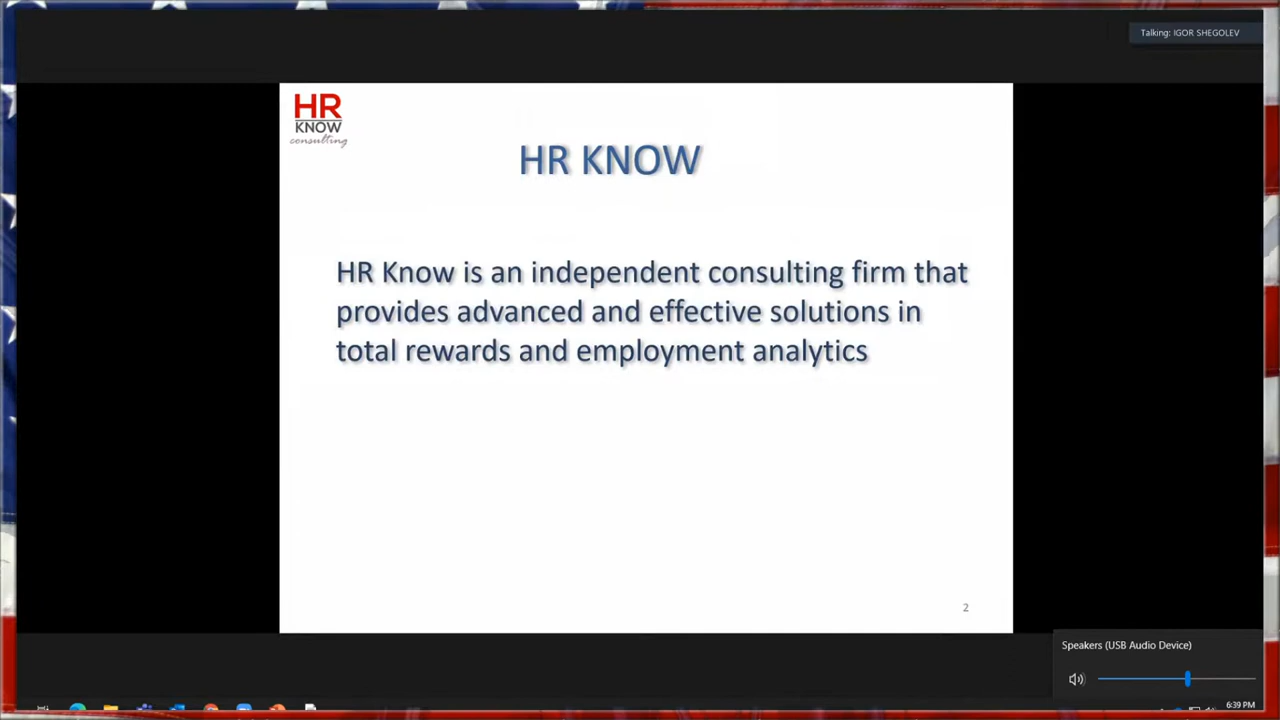 Talking: IGOR SHEGOLEV
HR
KNOW
consulting
HR KNOW
HR Know is an independent consulting firm that
provides advanced and effective solutions in
total rewards and employment analytics
2
Speakers (USB Audio Device)
6:39 PM